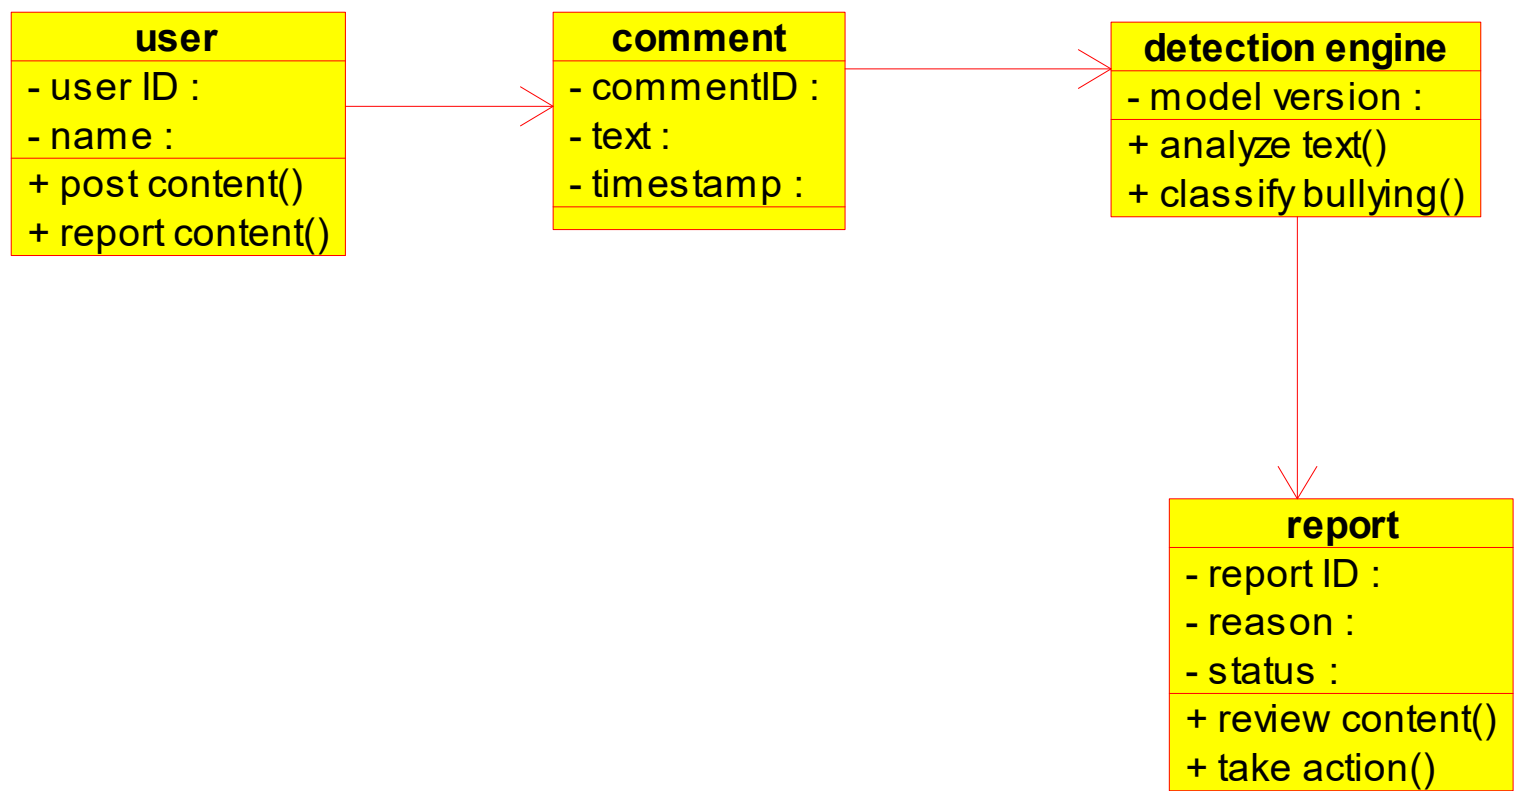 user
- user ID :
- name :
+ post content()
+ report content()
comment
- commentID :
- text :
- timestamp :
detection engine
- model version :
+ analyze text()
+ classify bullying()
report
- report ID :
- reason :
- status :
+ review content()
+ take action()